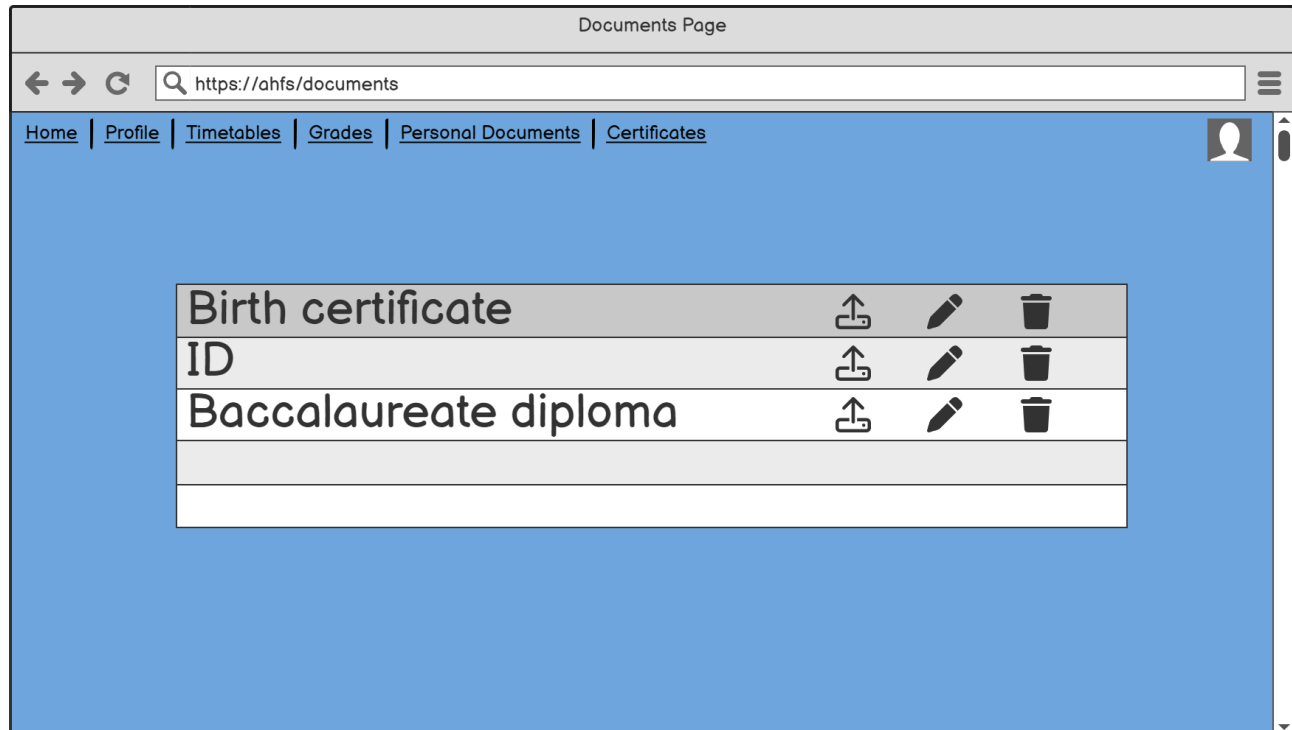 Documents Page
https://ahfs/documents
Home Profile Timetables Grades Personal Documents Certificates
Birth certificate
ID
Baccalaureate diploma